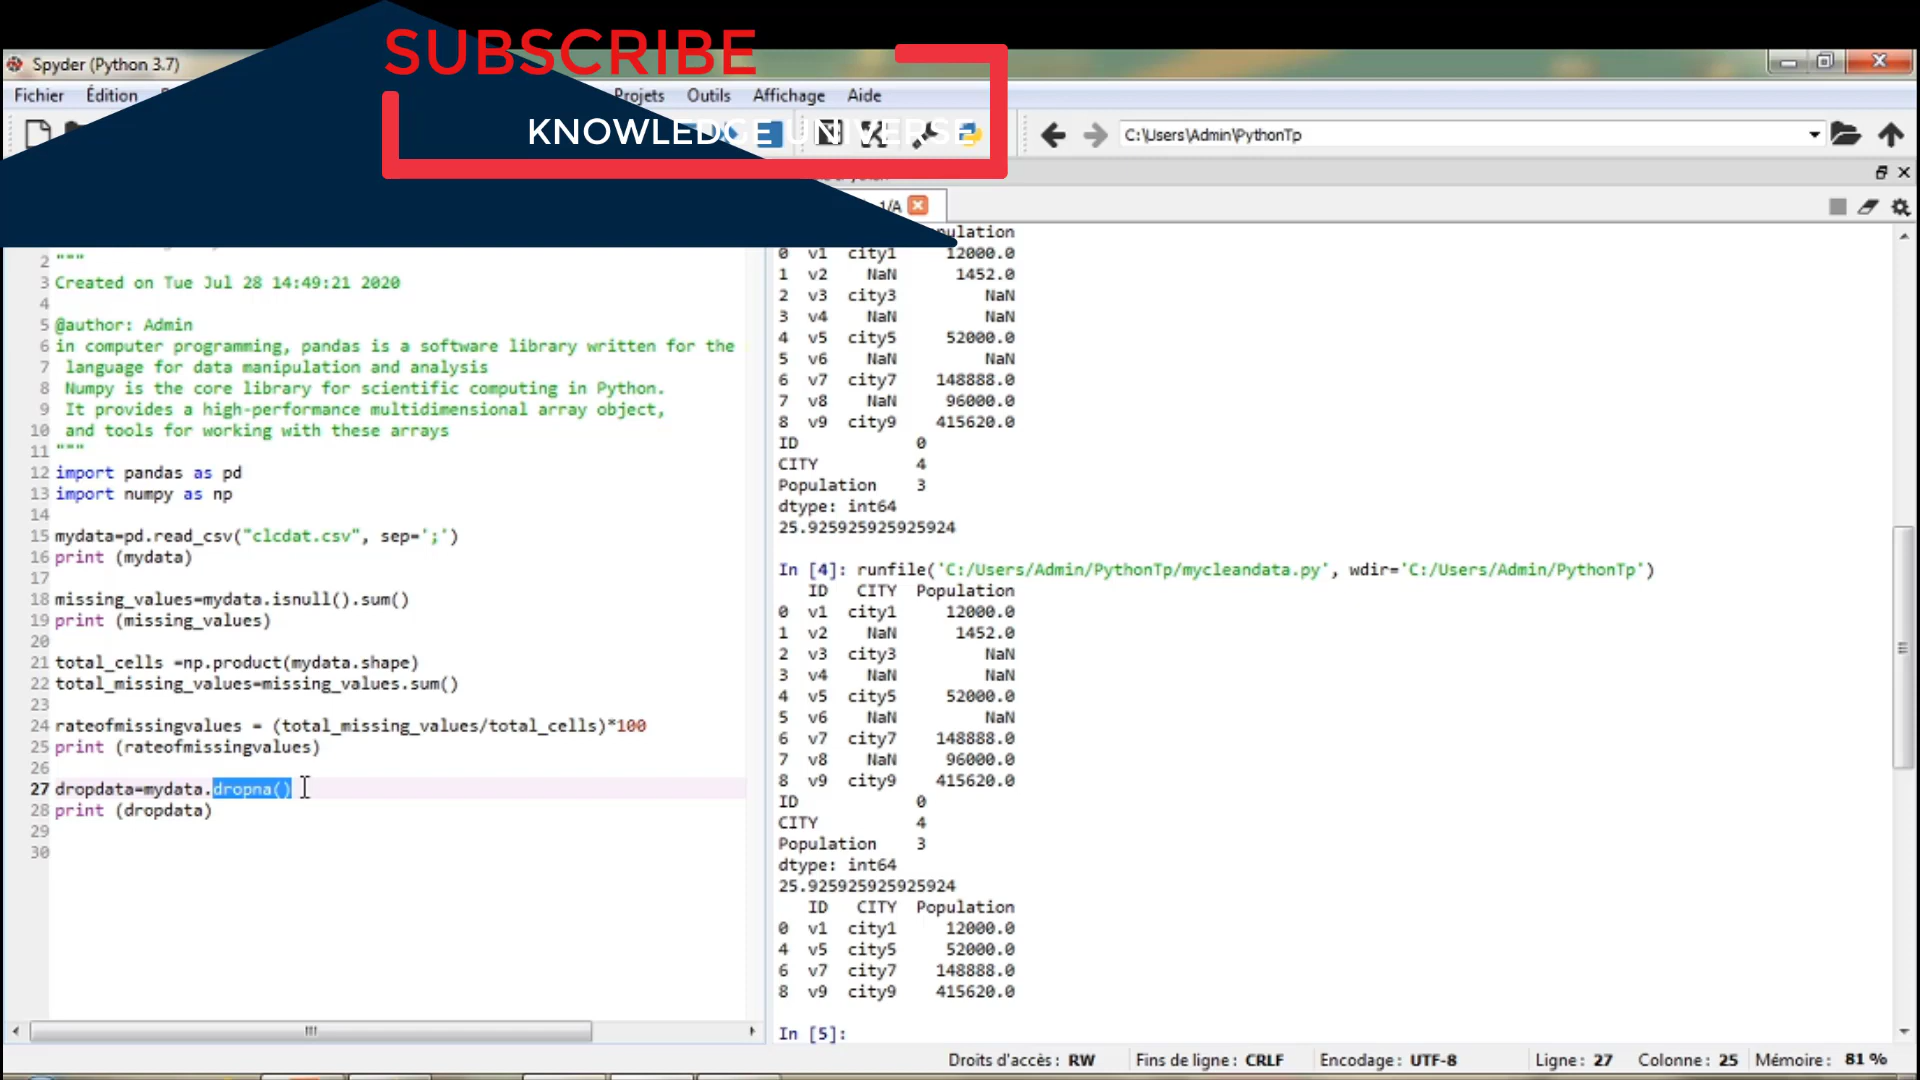 SUBSCRIBE
KNOWLEDGE UNIVERSE
Spyder (Python 3.7)
Fichier Édition Projets Outils Affichage Aide
C:\Users\Admin\PythonTp
1/A
2 """
3 Created on Tue Jul 28 14:49:21 2020
4
5 @author: Admin
6 in computer programming, pandas is a software library written for the
7 language for data manipulation and analysis
8 Numpy is the core library for scientific computing in Python.
9 It provides a high-performance multidimensional array object,
10 and tools for working with these arrays
11 """
12 import pandas as pd
13 import numpy as np
14
15 mydata=pd.read_csv("clcdat.csv", sep=';')
16 print (mydata)
17
18 missing_values=mydata.isnull().sum()
19 print (missing_values)
20
21 total_cells =np.product(mydata.shape)
22 total_missing_values=missing_values.sum()
23
24 rateofmissingvalues = (total_missing_values/total_cells)*100
25 print (rateofmissingvalues)
26
27 dropdata=mydata.dropna()
28 print (dropdata)
29
30
pulation
0 v1 city1 12000.0
1 v2 NaN 1452.0
2 v3 city3 NaN
3 v4 NaN NaN
4 v5 city5 52000.0
5 v6 NaN NaN
6 v7 city7 148888.0
7 v8 NaN 96000.0
8 v9 city9 415620.0
ID 0
CITY 4
Population 3
dtype: int64
25.925925925925924
In [4]: runfile('C:/Users/Admin/PythonTp/mycleandata.py', wdir='C:/Users/Admin/PythonTp')
ID CITY Population
0 v1 city1 12000.0
1 v2 NaN 1452.0
2 v3 city3 NaN
3 v4 NaN NaN
4 v5 city5 52000.0
5 v6 NaN NaN
6 v7 city7 148888.0
7 v8 NaN 96000.0
8 v9 city9 415620.0
ID 0
CITY 4
Population 3
dtype: int64
25.925925925925924
ID CITY Population
0 v1 city1 12000.0
4 v5 city5 52000.0
6 v7 city7 148888.0
8 v9 city9 415620.0
In [5]:
Droits d'accès : RW Fins de ligne : CRLF Encodage : UTF-8 Ligne : 27 Colonne : 25 Mémoire : 81 %